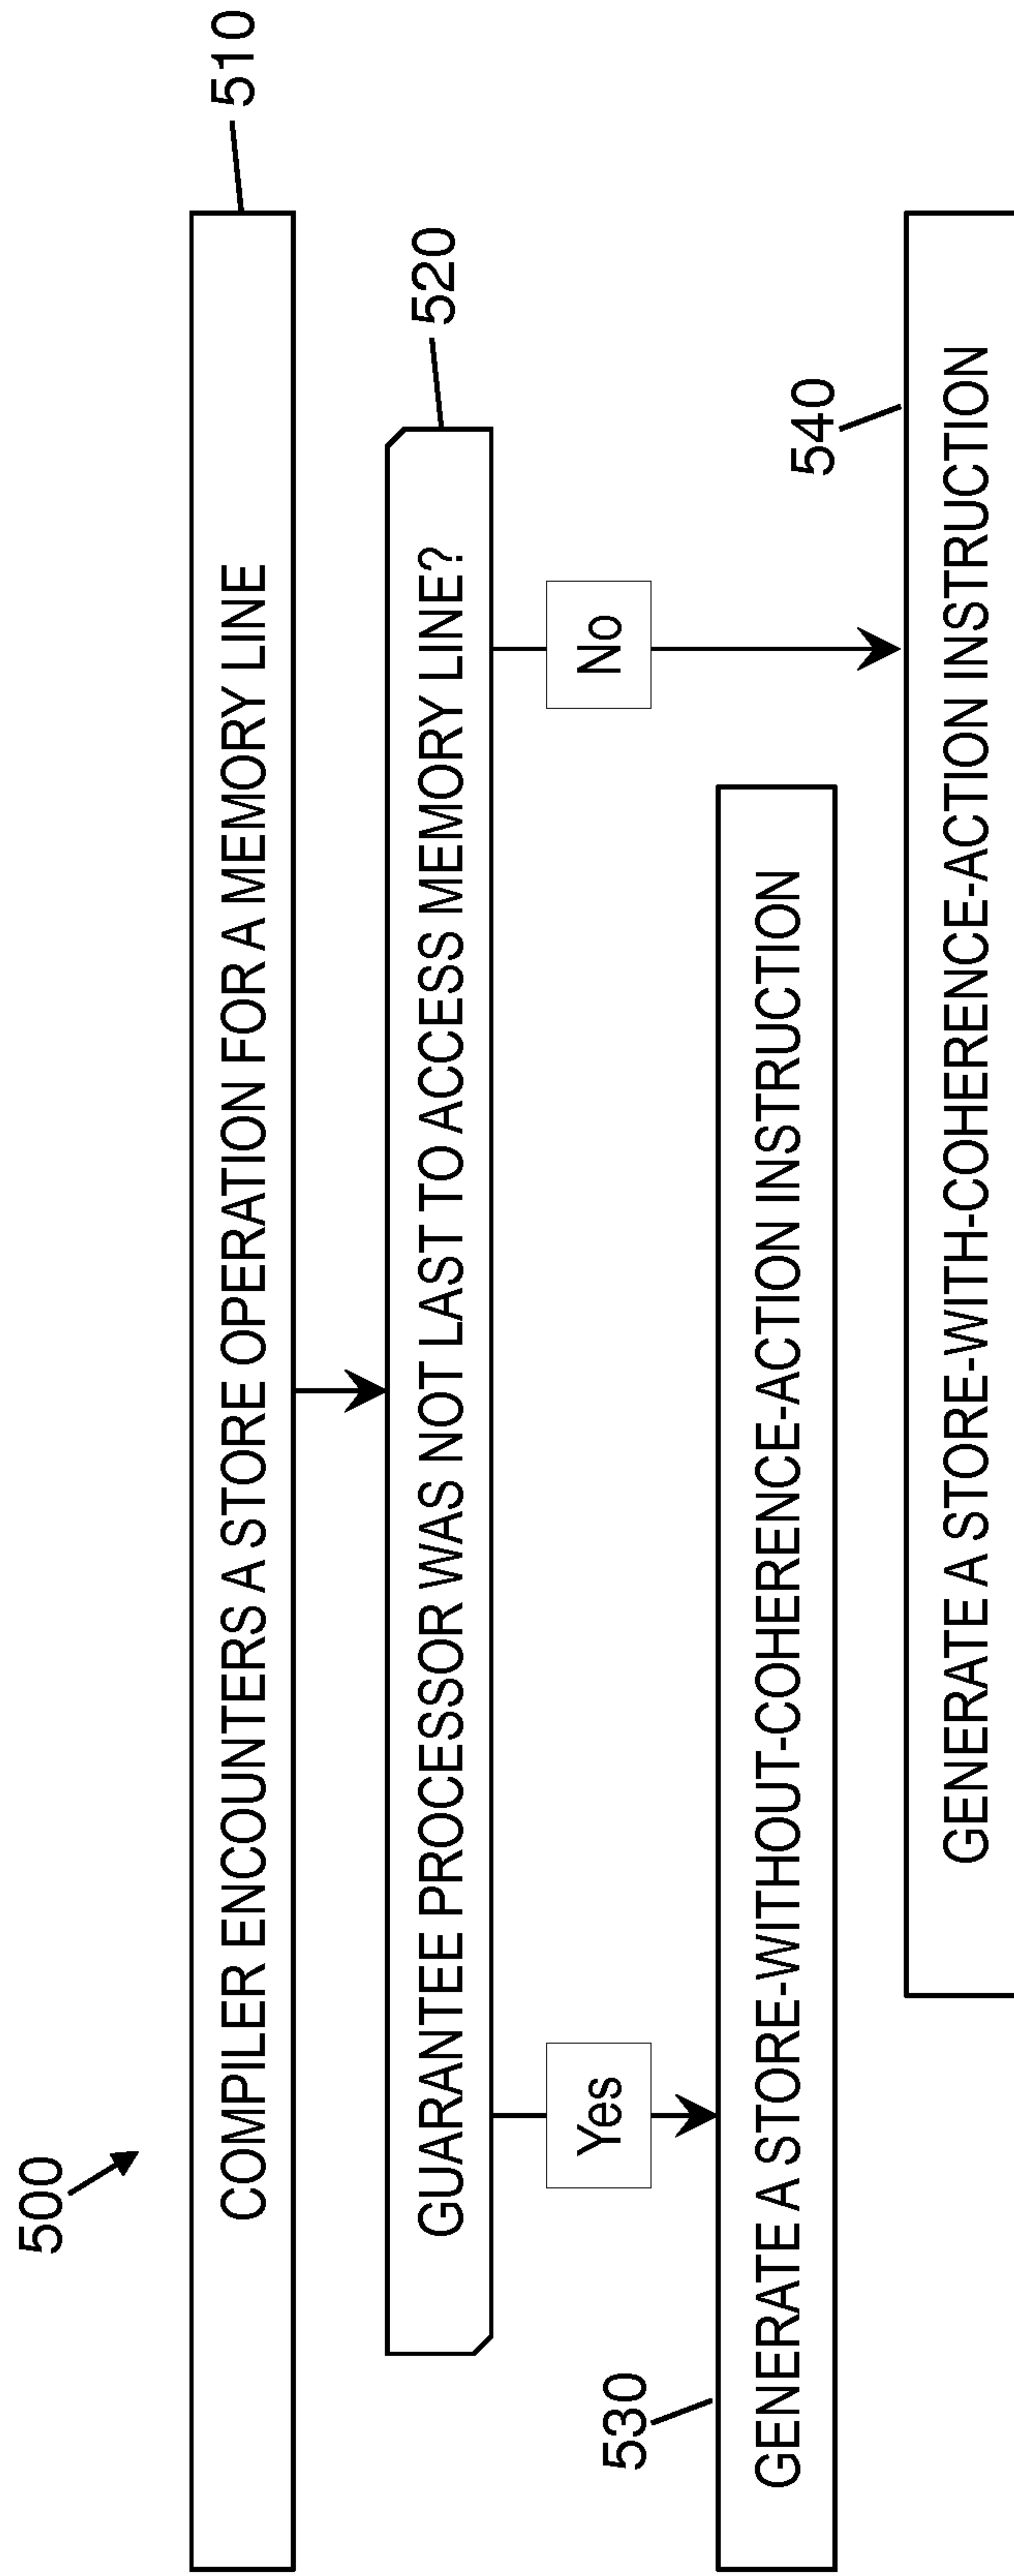 500
510
COMPILER ENCOUNTERS A STORE OPERATION FOR A MEMORY LINE
520
GUARANTEE PROCESSOR WAS NOT LAST TO ACCESS MEMORY LINE?
Yes
No
530
GENERATE A STORE-WITHOUT-COHERENCE-ACTION INSTRUCTION
540
GENERATE A STORE-WITH-COHERENCE-ACTION INSTRUCTION